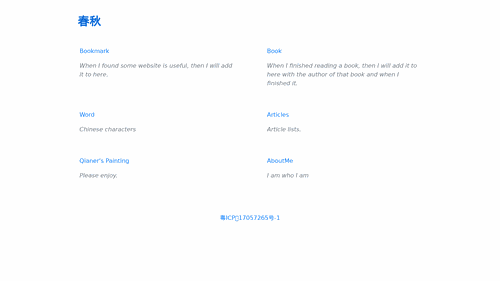 春秋
Bookmark
When I found some website is useful, then I will add
it to here.
Book
When I finished reading a book, then I will add it to
here with the author of that book and when I
finished it.
Word
Chinese characters
Articles
Article lists.
Qianer's Painting
Please enjoy.
AboutMe
I am who I am
粤ICP17057265号-1